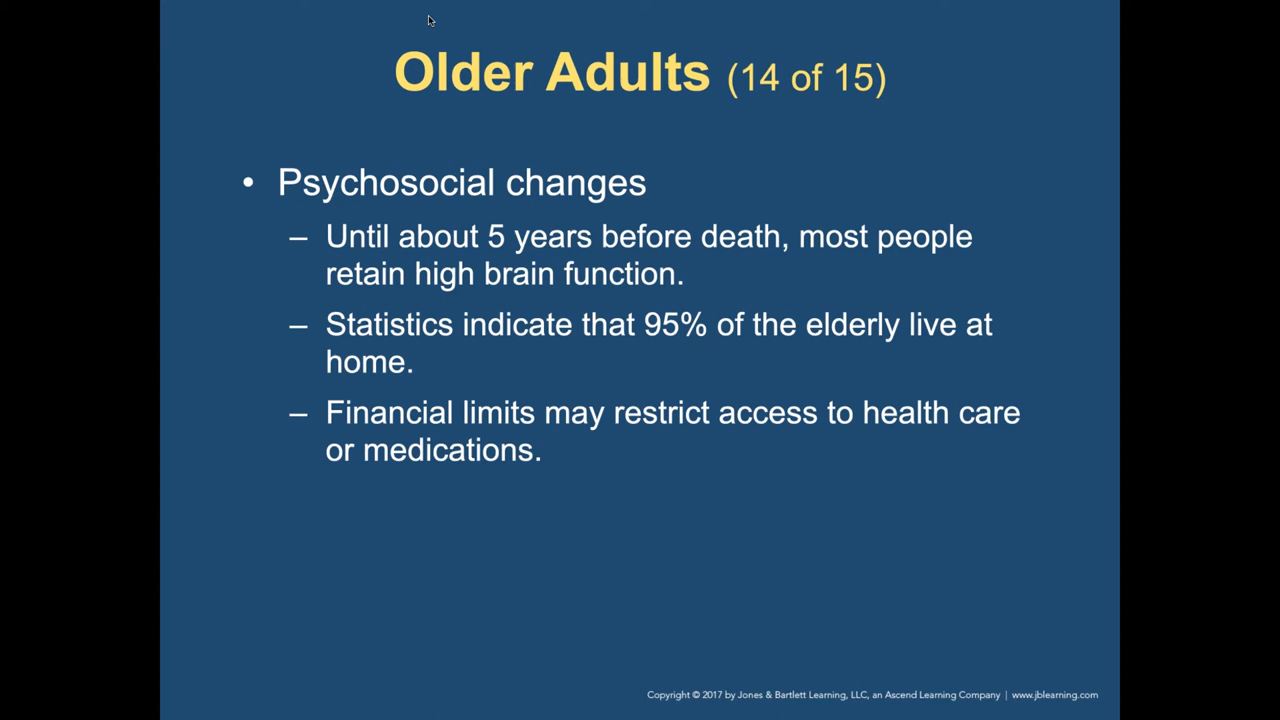 Older Adults (14 of 15)
• Psychosocial changes
– Until about 5 years before death, most people
retain high brain function.
– Statistics indicate that 95% of the elderly live at
home.
– Financial limits may restrict access to health care
or medications.
Copyright © 2017 by Jones & Bartlett Learning, LLC, an Ascend Learning Company | www.jblearning.com